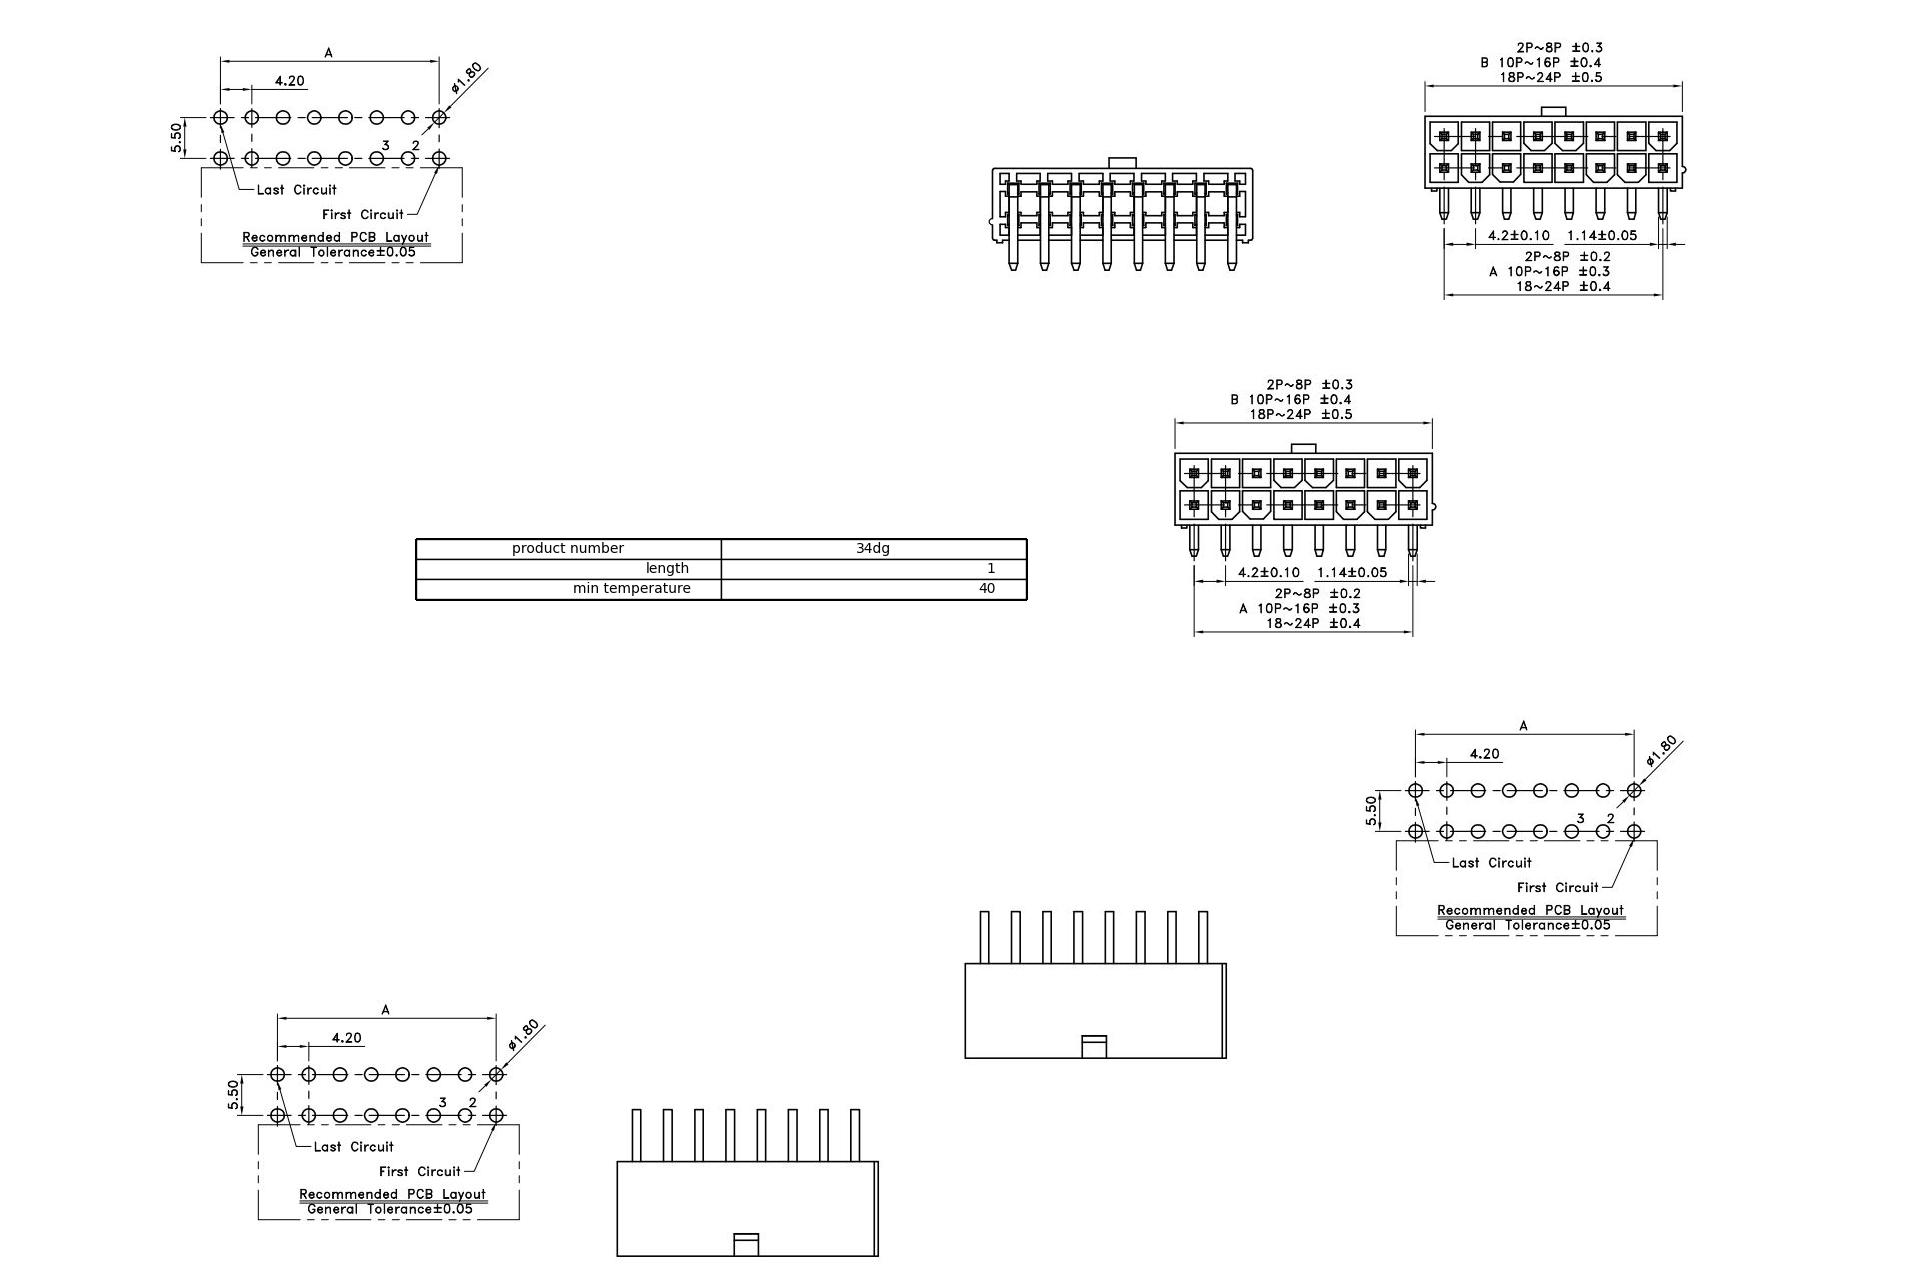 A
4.20
ø1.80
5.50
3 2
Last Circuit
First Circuit
Recommended PCB Layout
General Tolerance±0.05
2P~8P ±0.3
B 10P~16P ±0.4
18P~24P ±0.5
4.2±0.10 1.14±0.05
2P~8P ±0.2
A 10P~16P ±0.3
18~24P ±0.4
2P~8P ±0.3
B 10P~16P ±0.4
18P~24P ±0.5
4.2±0.10 1.14±0.05
2P~8P ±0.2
A 10P~16P ±0.3
18~24P ±0.4
product number 34dg
length 1
min temperature 40
A
4.20
ø1.80
5.50
3 2
Last Circuit
First Circuit
Recommended PCB Layout
General Tolerance±0.05
A
4.20
ø1.80
5.50
3 2
Last Circuit
First Circuit
Recommended PCB Layout
General Tolerance±0.05